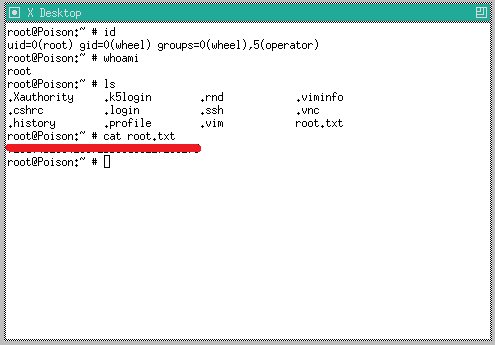 X Desktop
root@Poison:~ # id
uid=0(root) gid=0(wheel) groups=0(wheel),5(operator)
root@Poison:~ # whoami
root
root@Poison:~ # ls
.Xauthority .k5login .rnd .viminfo
.cshrc .login .ssh .vnc
.history .profile .vim root.txt
root@Poison:~ # cat root.txt
root@Poison:~ #